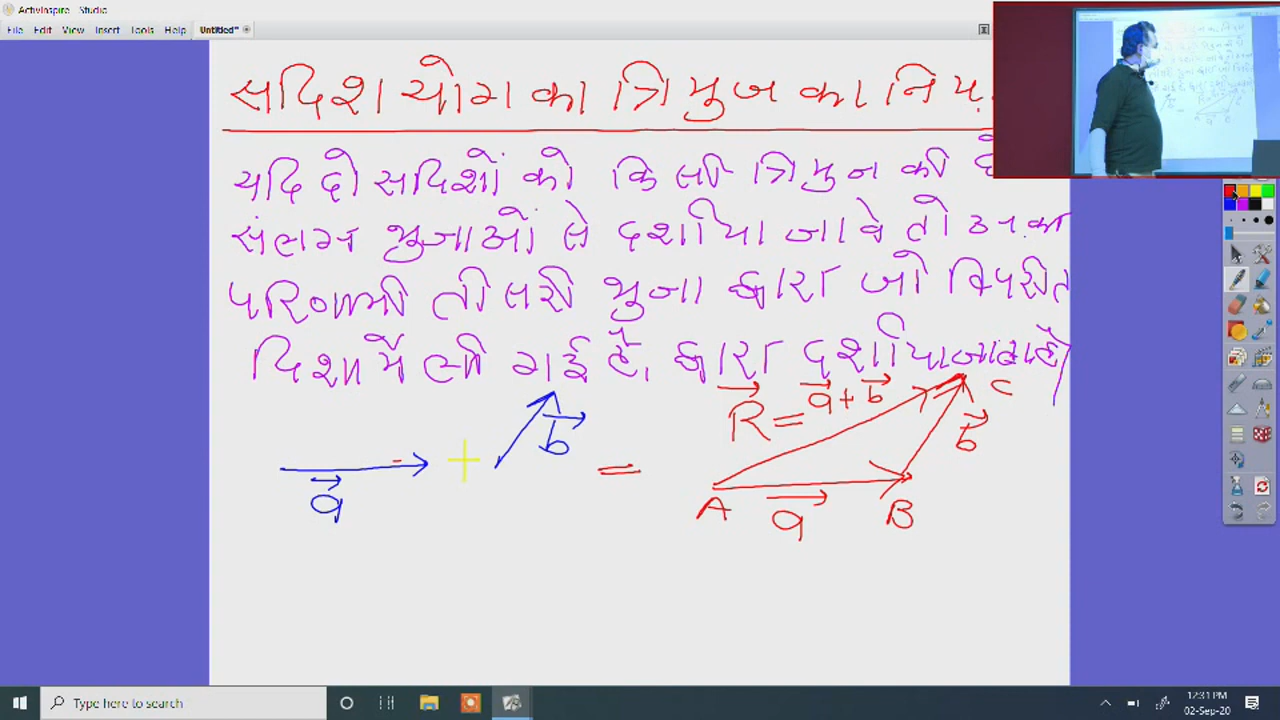 ActivInspire - Studio
File Edit View Insert Tools Help Untitled*
सदिश योग का त्रिभुज का निय
यदि दो सदिशों को किसी त्रिभुज की
संलग्न भुजाओं से दर्शाया जावे तो उनका
परिणामी तीसरी भुजा द्वारा जो विपरीत
दिशा में ली गई है, द्वारा दर्शाया जाता है।
a + b = R = a + b
A a B b C
Type here to search
12:31 PM
02-Sep-20